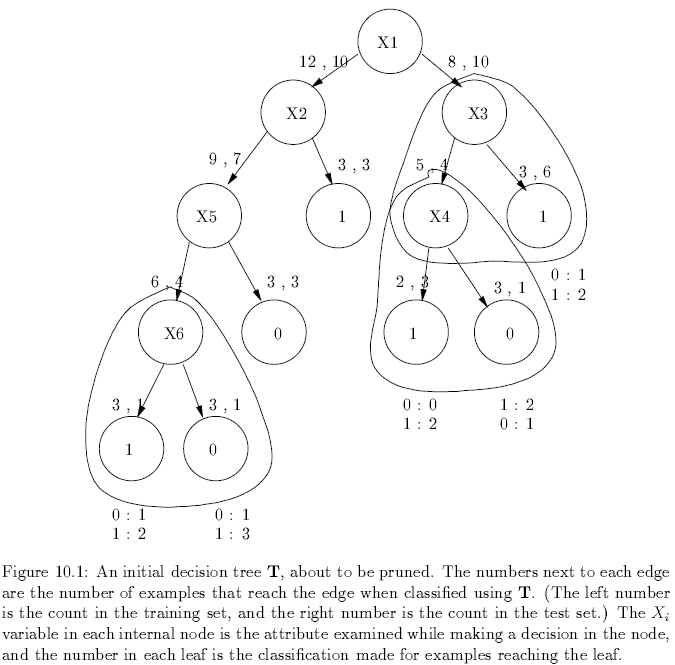 X1
12 , 10
8 , 10
X2
X3
9 , 7
3 , 3
5 , 4
3 , 6
X5
1
X4
1
6 , 4
3 , 3
2 , 3
3 , 1
0 : 1
1 : 2
X6
0
1
0
3 , 1
3 , 1
0 : 0
1 : 2
1 : 2
0 : 1
1
0
0 : 1
0 : 1
1 : 2
1 : 3
Figure 10.1: An initial decision tree T, about to be pruned. The numbers next to each edge
are the number of examples that reach the edge when classified using T. (The left number
is the count in the training set, and the right number is the count in the test set.) The Xi
variable in each internal node is the attribute examined while making a decision in the node,
and the number in each leaf is the classification made for examples reaching the leaf.